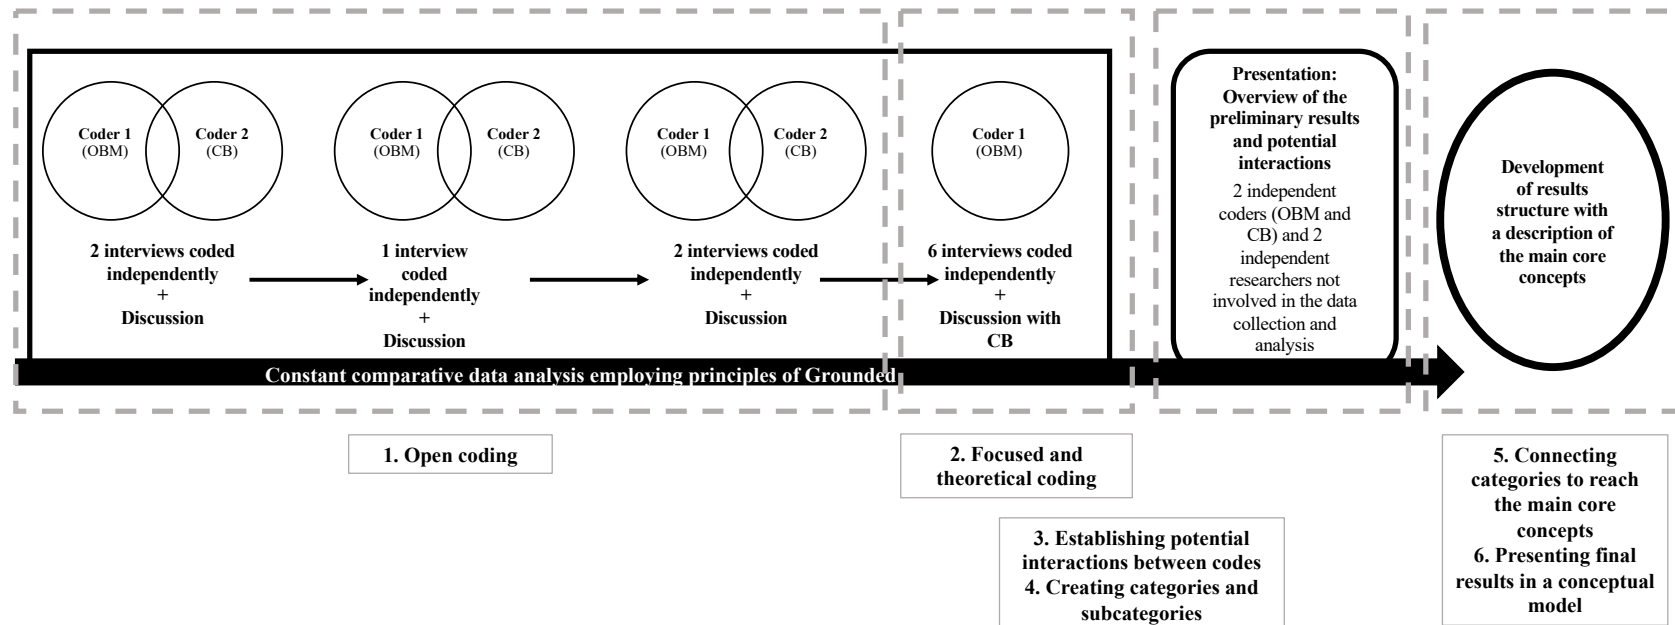 Coder 1
(OBM)
Coder 2
(CB)
2 interviews coded
independently
+
Discussion
Coder 1
(OBM)
Coder 2
(CB)
1 interview
coded
independently
+
Discussion
Coder 1
(OBM)
Coder 2
(CB)
2 interviews coded
independently
+
Discussion
Coder 1
(OBM)
6 interviews coded
independently
+
Discussion with
CB
Presentation:
Overview of the
preliminary results
and potential
interactions
2 independent
coders (OBM and
CB) and 2
independent
researchers not
involved in the data
collection and
analysis
Development
of results
structure with
a description of
the main core
concepts
Constant comparative data analysis employing principles of Grounded
1. Open coding
2. Focused and
theoretical coding
3. Establishing potential
interactions between codes
4. Creating categories and
subcategories
5. Connecting
categories to reach
the main core
concepts
6. Presenting final
results in a conceptual
model